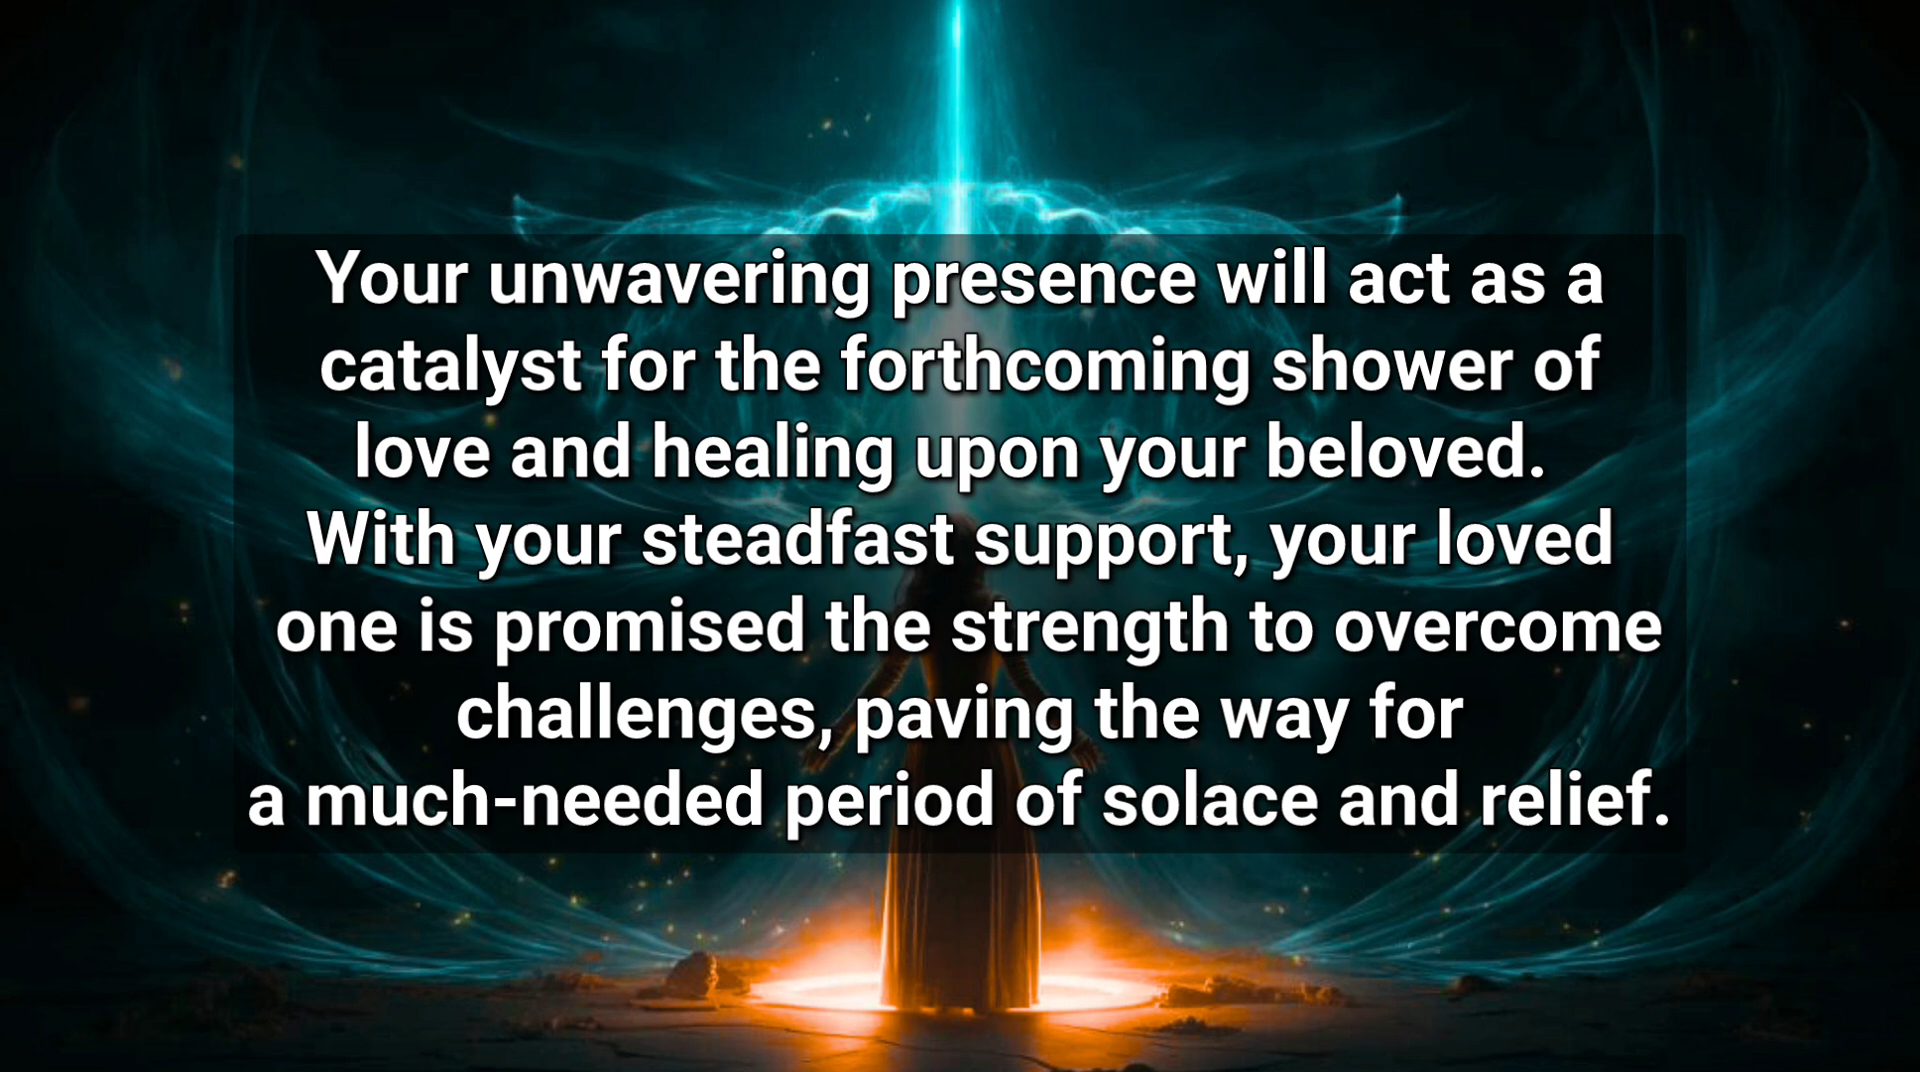 Your unwavering presence will act as a
catalyst for the forthcoming shower of
love and healing upon your beloved.
With your steadfast support, your loved
one is promised the strength to overcome
challenges, paving the way for
a much-needed period of solace and relief.